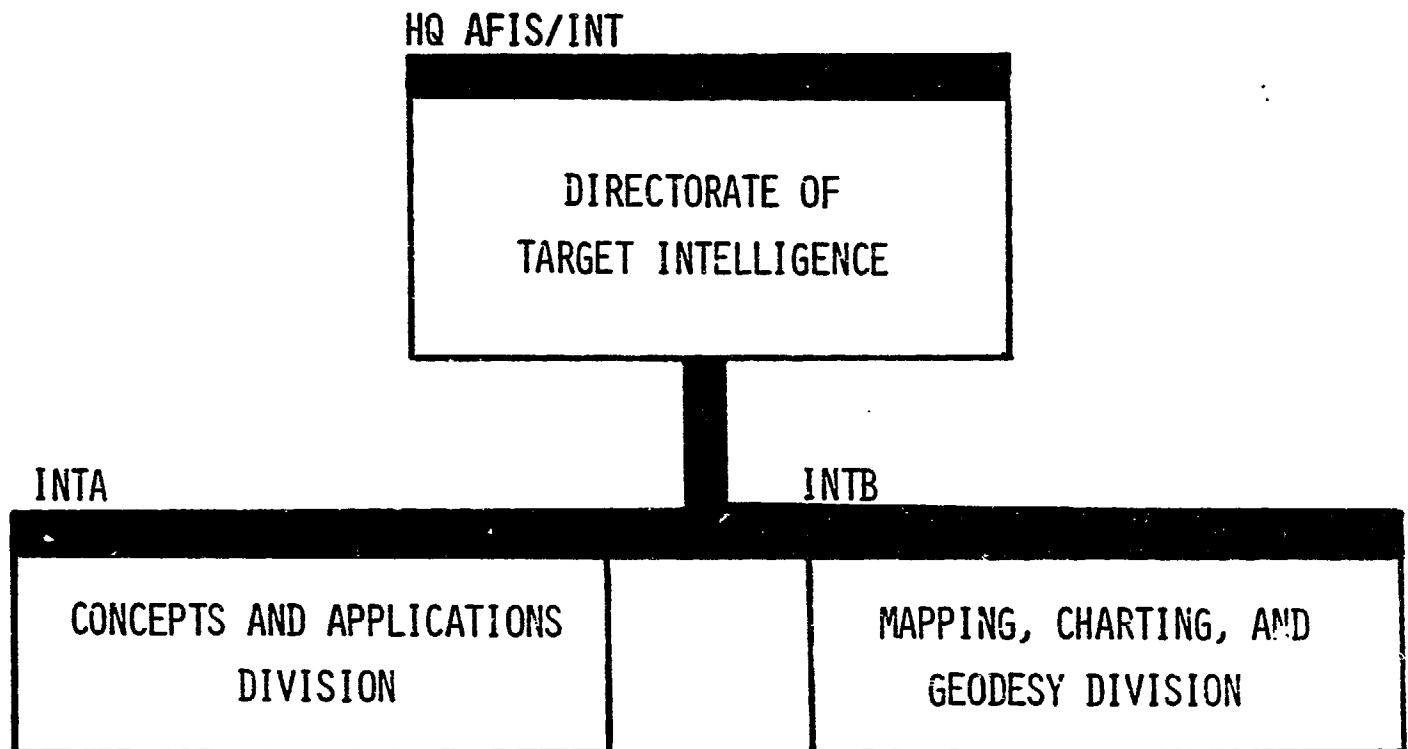 HQ AFIS/INT
DIRECTORATE OF
TARGET INTELLIGENCE
INTA
INTB
CONCEPTS AND APPLICATIONS
DIVISION
MAPPING, CHARTING, AND
GEODESY DIVISION